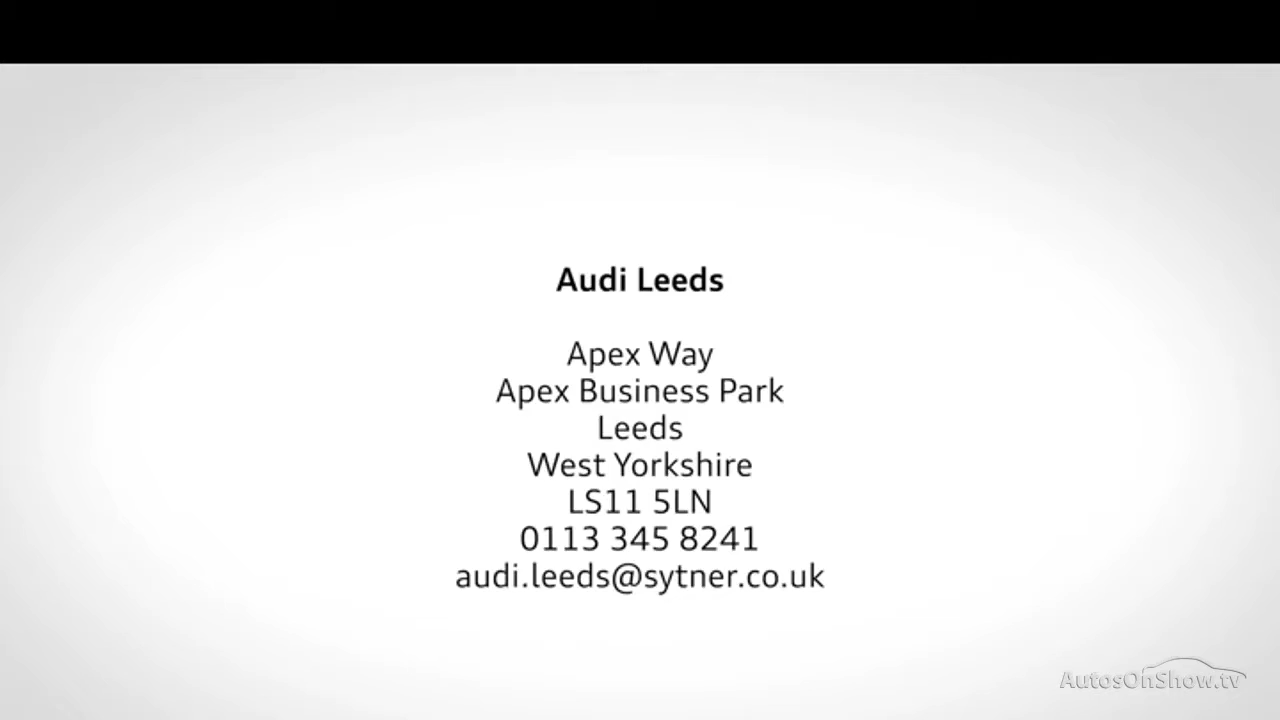 Audi Leeds
Apex Way
Apex Business Park
Leeds
West Yorkshire
LS11 5LN
0113 345 8241
audi.leeds@sytner.co.uk
AutosOnShow.tv